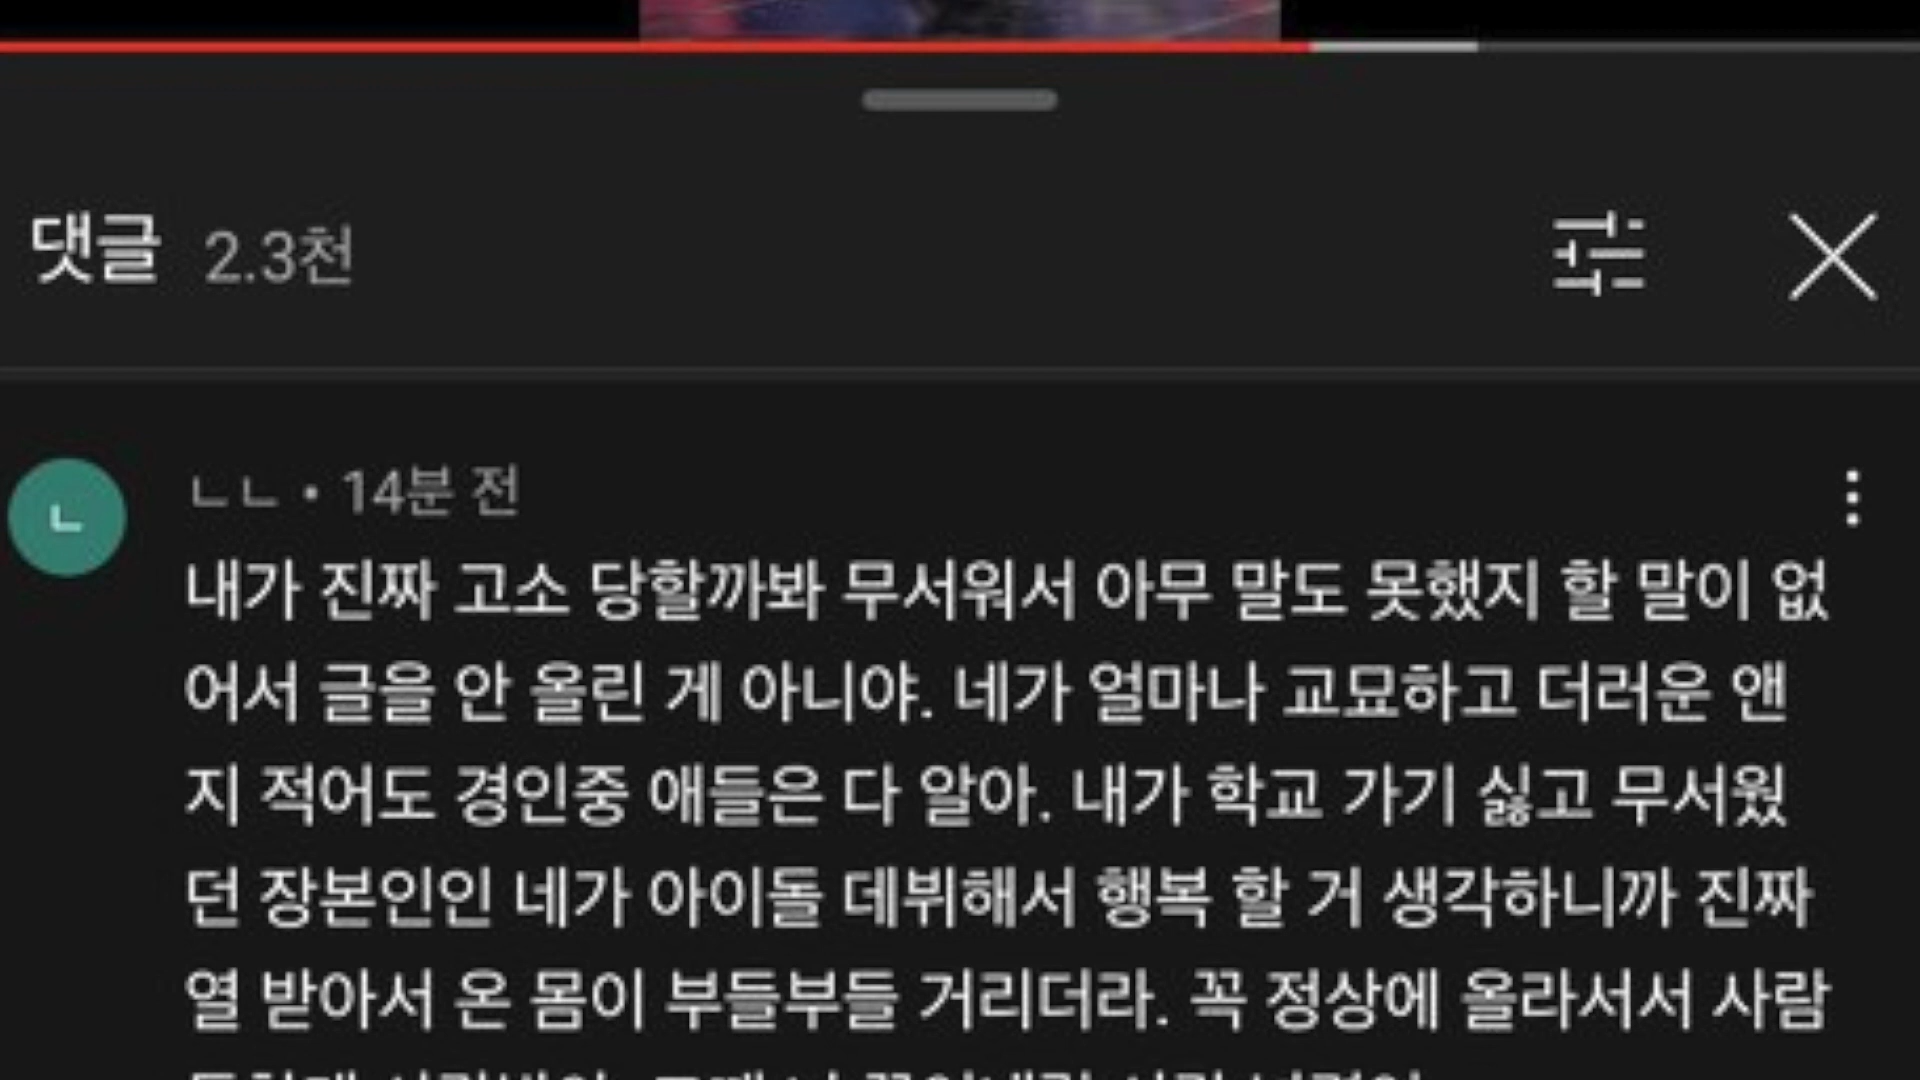 댓글 2.3천
ㄴ
ㄴㄴ • 14분 전
내가 진짜 고소 당할까봐 무서워서 아무 말도 못했지 할 말이 없
어서 글을 안 올린 게 아니야. 네가 얼마나 교묘하고 더러운 앤
지 적어도 경인중 애들은 다 알아. 내가 학교 가기 싫고 무서웠
던 장본인인 네가 아이돌 데뷔해서 행복 할 거 생각하니까 진짜
열 받아서 온 몸이 부들부들 거리더라. 꼭 정상에 올라서서 사람